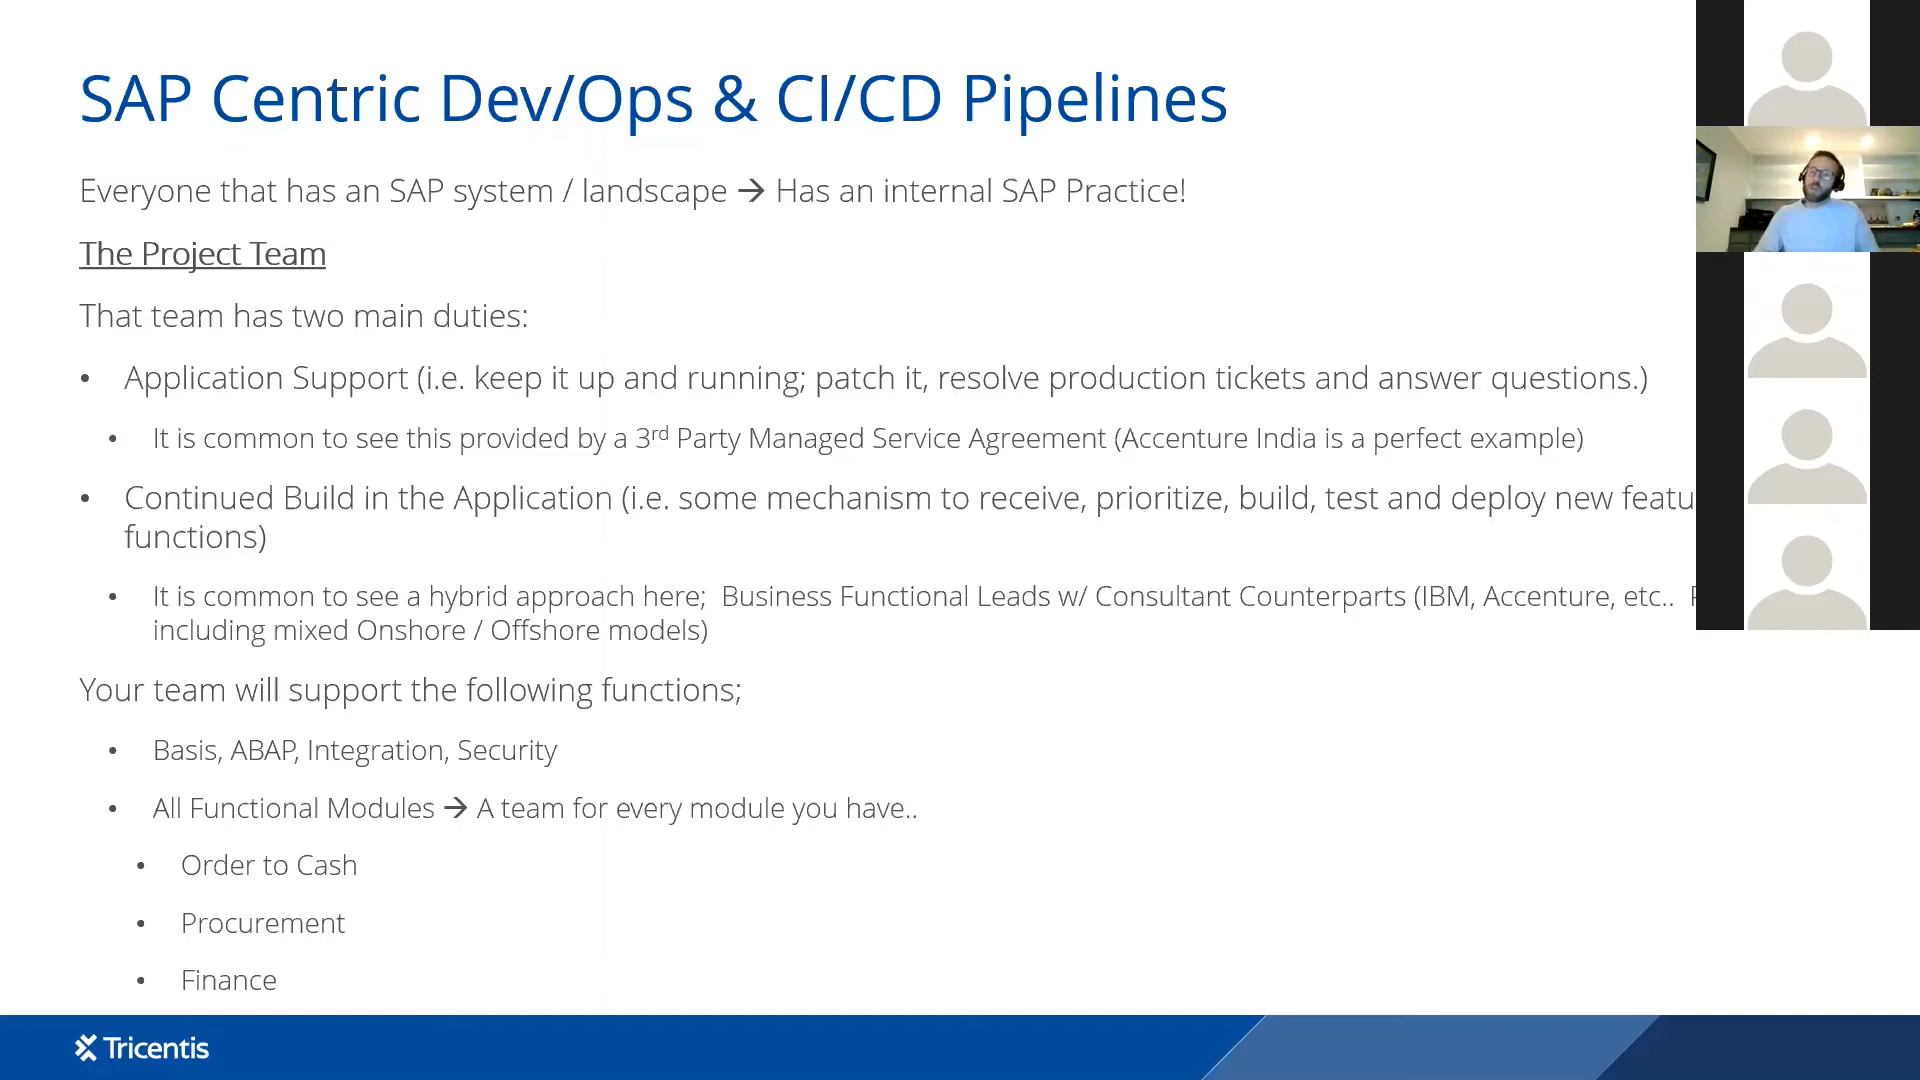 SAP Centric Dev/Ops & CI/CD Pipelines
Everyone that has an SAP system / landscape → Has an internal SAP Practice!
The Project Team
That team has two main duties:
• Application Support (i.e. keep it up and running; patch it, resolve production tickets and answer questions.)
• It is common to see this provided by a 3rd Party Managed Service Agreement (Accenture India is a perfect example)
• Continued Build in the Application (i.e. some mechanism to receive, prioritize, build, test and deploy new
functions)
• It is common to see a hybrid approach here;  Business Functional Leads w/ Consultant Counterparts (IBM, Accenture, etc..
including mixed Onshore / Offshore models)
Your team will support the following functions;
• Basis, ABAP, Integration, Security
• All Functional Modules → A team for every module you have..
• Order to Cash
• Procurement
• Finance
Tricentis